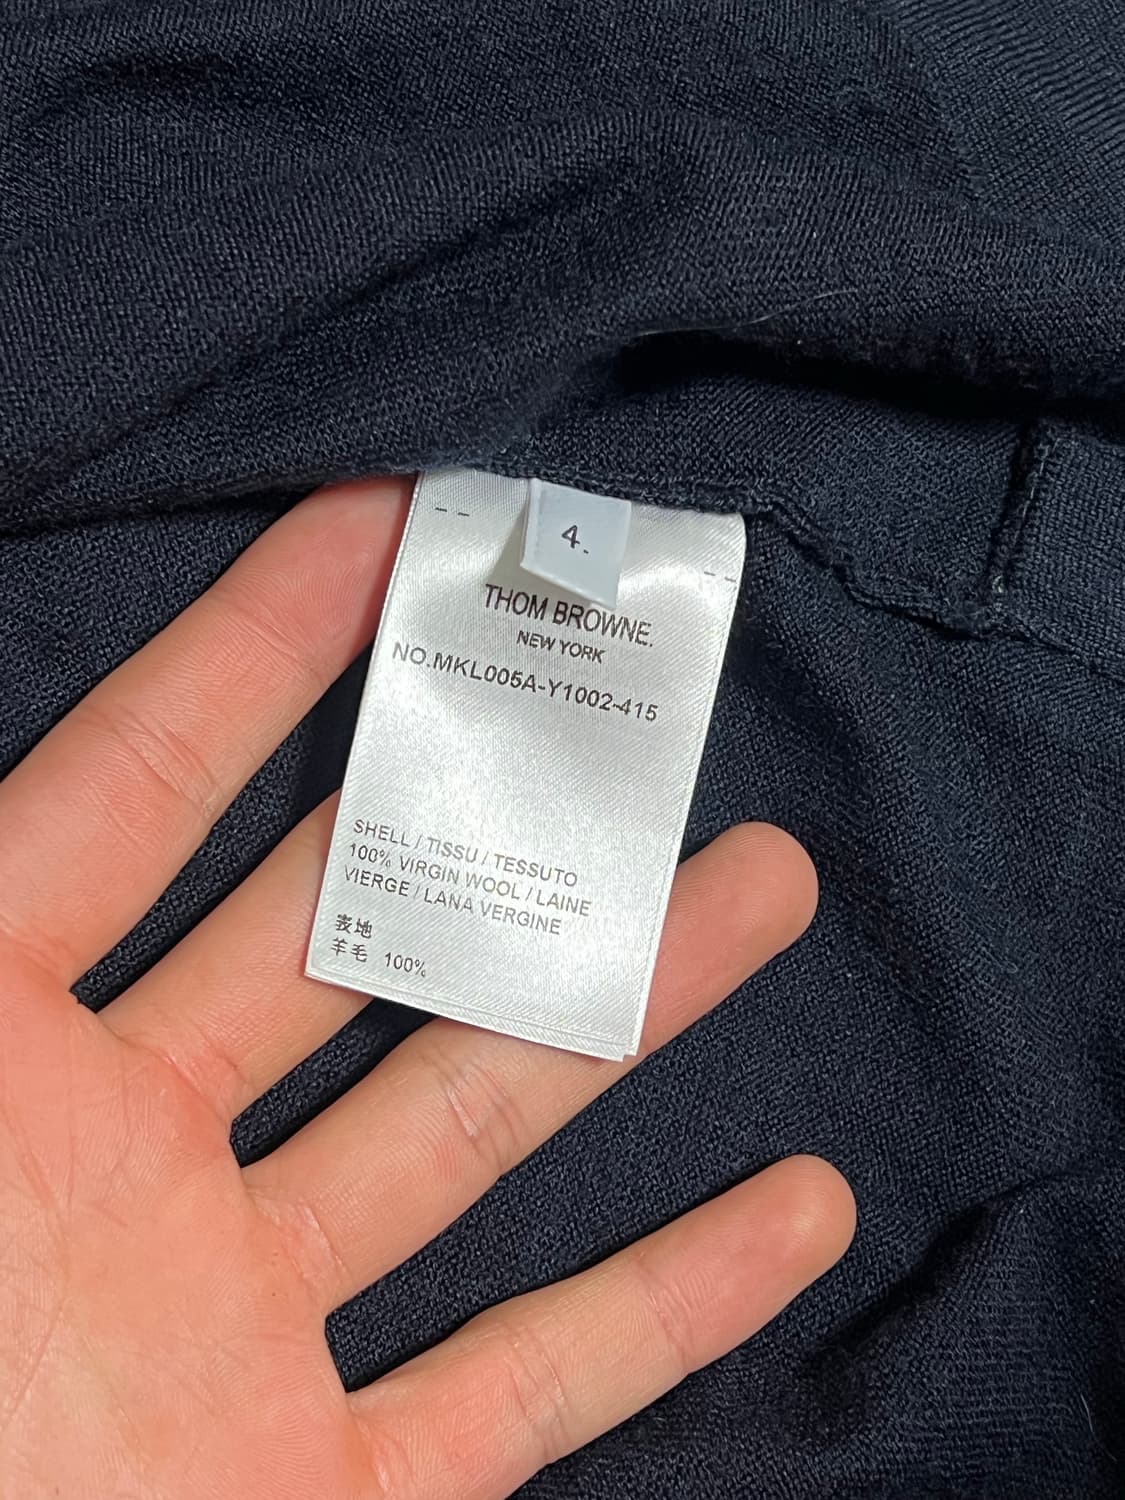 4.
THOM BROWNE.
NEW YORK
NO.MKL005A-Y1002-415
SHELL / TISSU / TESSUTO
100% VIRGIN WOOL / LAINE
VIERGE / LANA VERGINE
表地
羊毛 100%